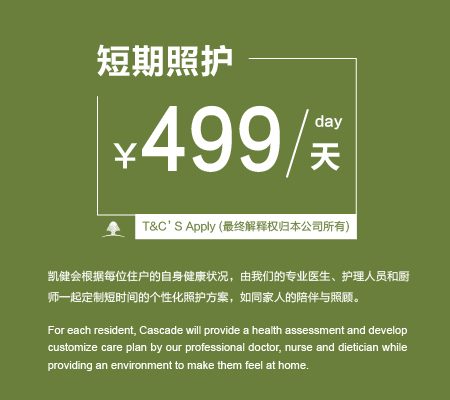 短期照护
¥499/day
天
T&C'S Apply (最终解释权归本公司所有)
凯健会根据每位住户的自身健康状况，由我们的专业医生、护理人员和厨
师一起定制短时间的个性化照护方案，如同家人的陪伴与照顾。
For each resident, Cascade will provide a health assessment and develop
customize care plan by our professional doctor, nurse and dietician while
providing an environment to make them feel at home.